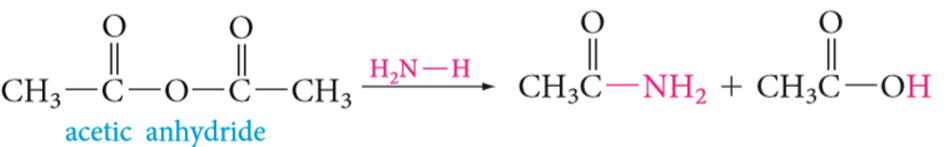 O O O O
CH₃—C—O—C—CH₃ H₂N—H CH₃C—NH₂ + CH₃C—OH
acetic anhydride